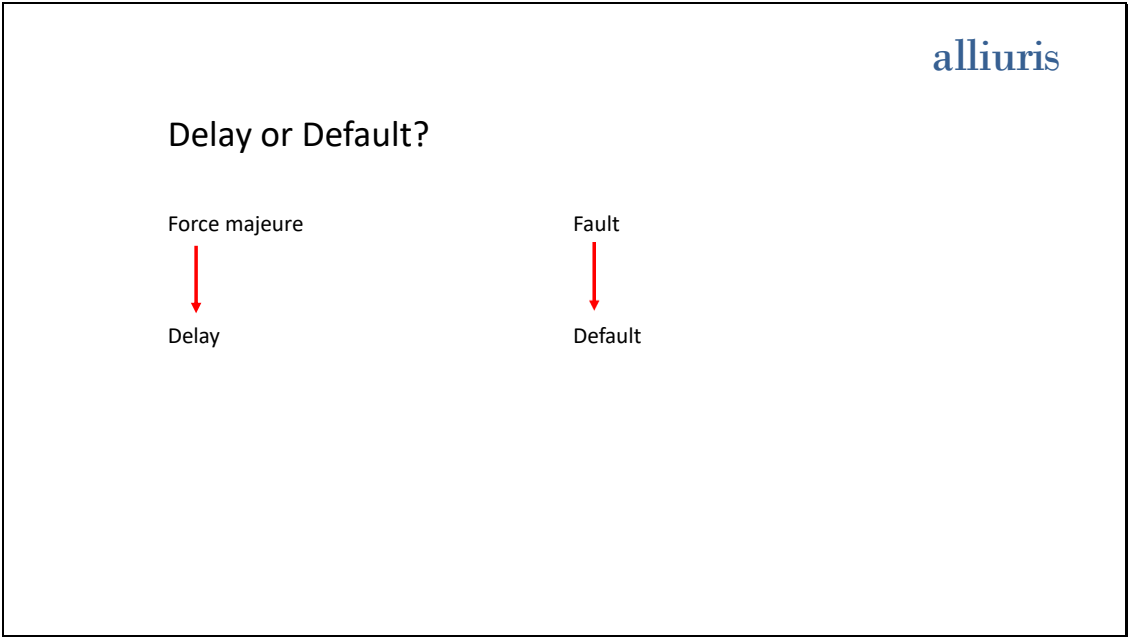 alliuris
Delay or Default?
Force majeure
Fault
Delay
Default